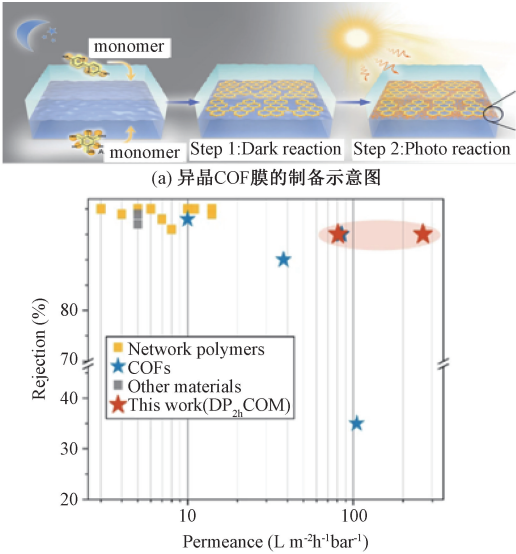 monomer
monomer
Step 1:Dark reaction
Step 2:Photo reaction
(a) 异晶COF膜的制备示意图
Rejection (%)
80
70
40
30
20
Network polymers
COFs
Other materials
This work(DP2hCOM)
10
100
Permeance (L m-2h-1bar-1)